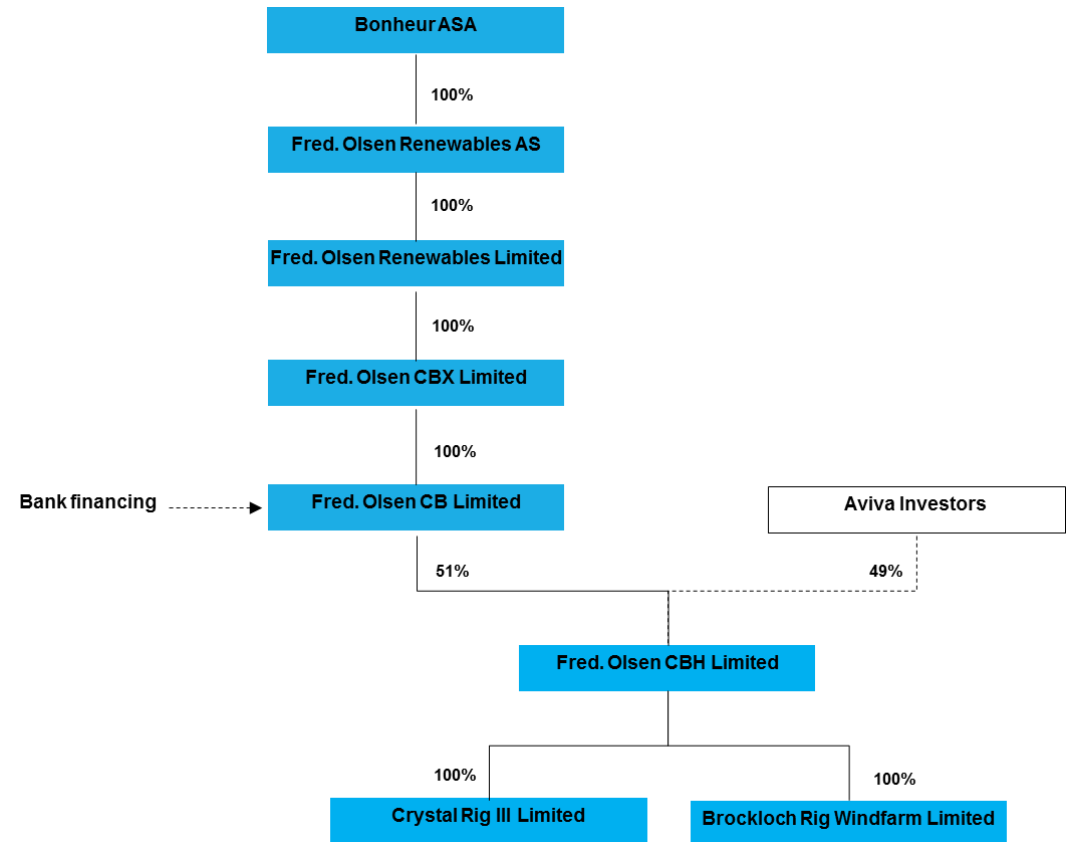 Bonheur ASA
100%
Fred. Olsen Renewables AS
100%
Fred. Olsen Renewables Limited
100%
Fred. Olsen CBX Limited
100%
Bank financing
Fred. Olsen CB Limited
Aviva Investors
51%
49%
Fred. Olsen CBH Limited
100%
100%
Crystal Rig III Limited
Brockloch Rig Windfarm Limited